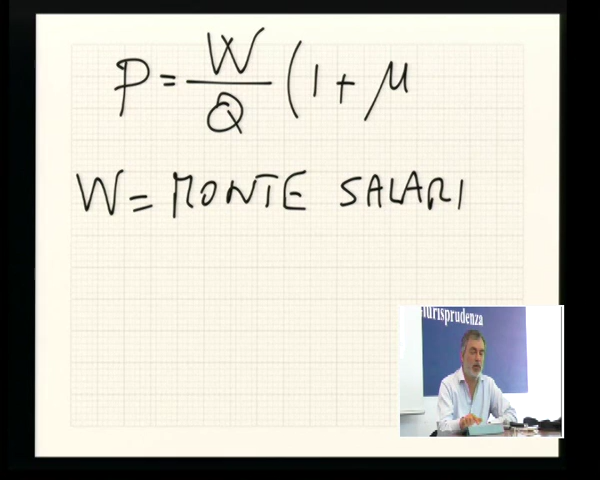 P = W/Q (1 + μ
W = MONTE SALARI
iurisprudenza